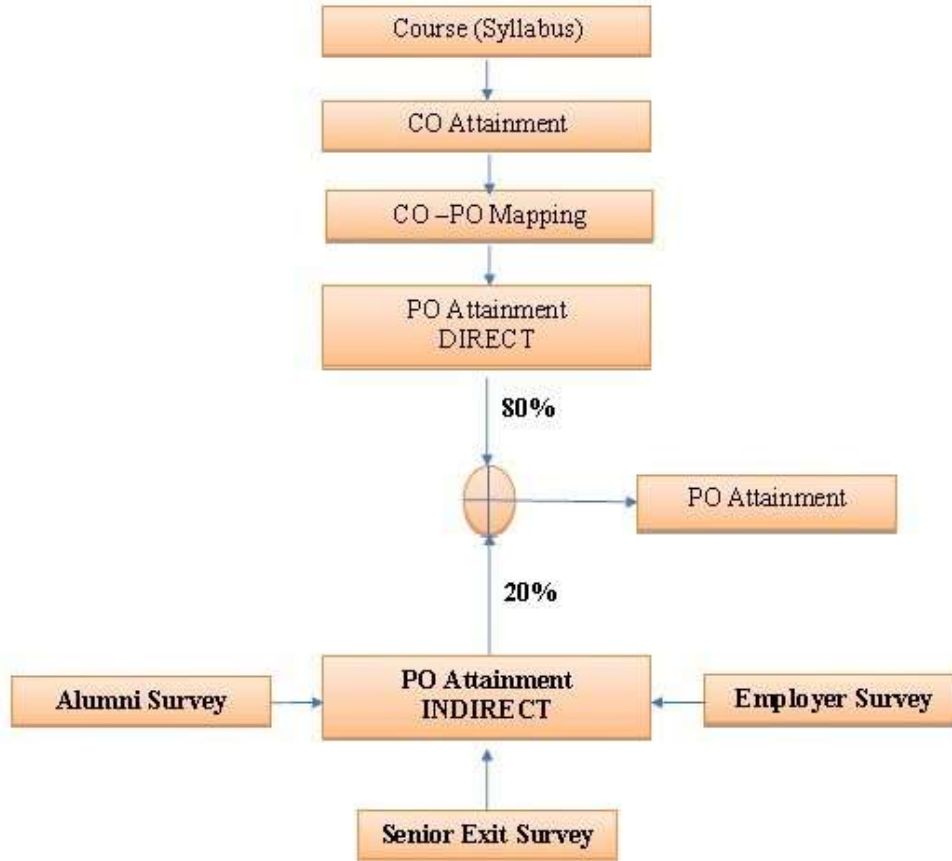 Course (Syllabus)
CO Attainment
CO –PO Mapping
PO Attainment
DIRECT
80%
PO Attainment
20%
PO Attainment
INDIRECT
Alumni Survey
Employer Survey
Senior Exit Survey